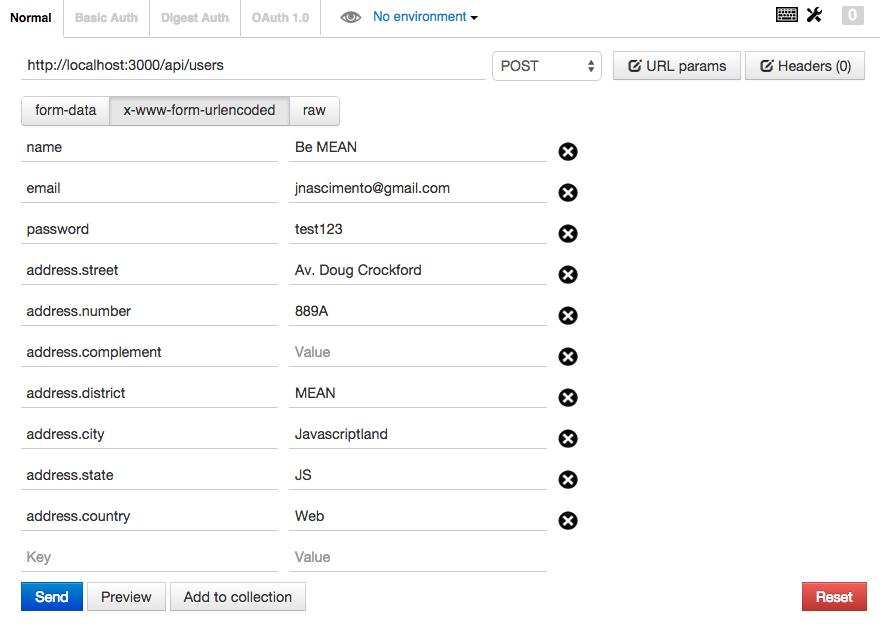 Normal Basic Auth Digest Auth OAuth 1.0 No environment 0
http://localhost:3000/api/users POST URL params Headers (0)
form-data x-www-form-urlencoded raw
name Be MEAN
email jnascimento@gmail.com
password test123
address.street Av. Doug Crockford
address.number 889A
address.complement Value
address.district MEAN
address.city Javascriptland
address.state JS
address.country Web
Key Value
Send Preview Add to collection Reset